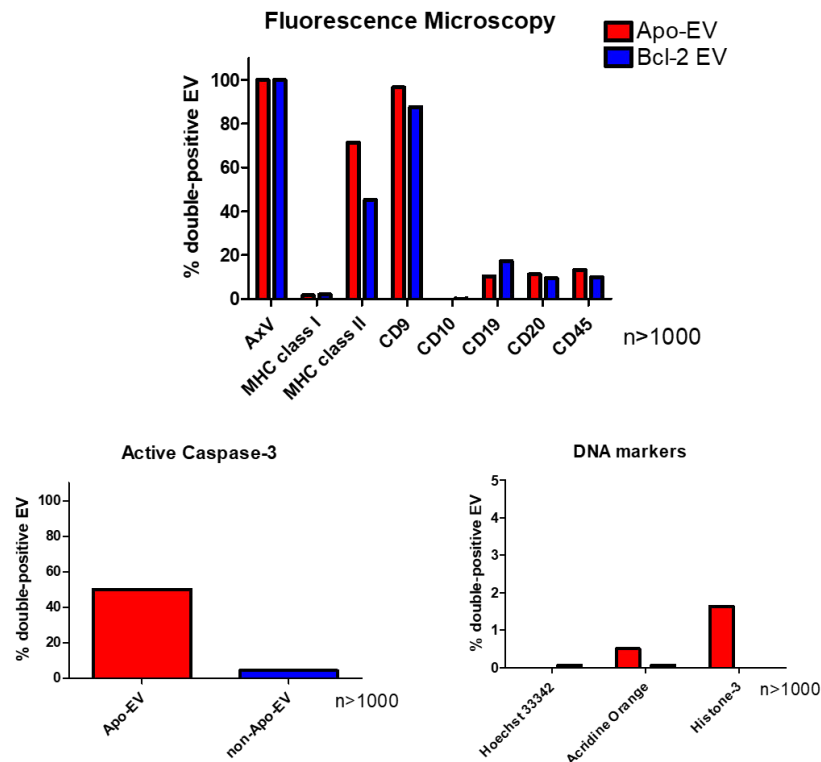 Fluorescence Microscopy
Apo-EV
Bcl-2 EV
% double-positive EV
100
80
60
40
20
0
AxV
MHC class I
MHC class II
CD9
CD10
CD19
CD20
CD45
n>1000
Active Caspase-3
% double-positive EV
100
80
60
40
20
0
Apo-EV
non-Apo-EV
n>1000
DNA markers
% double-positive EV
5
4
3
2
1
0
Hoechst 33342
Acridine Orange
Histone-3
n>1000